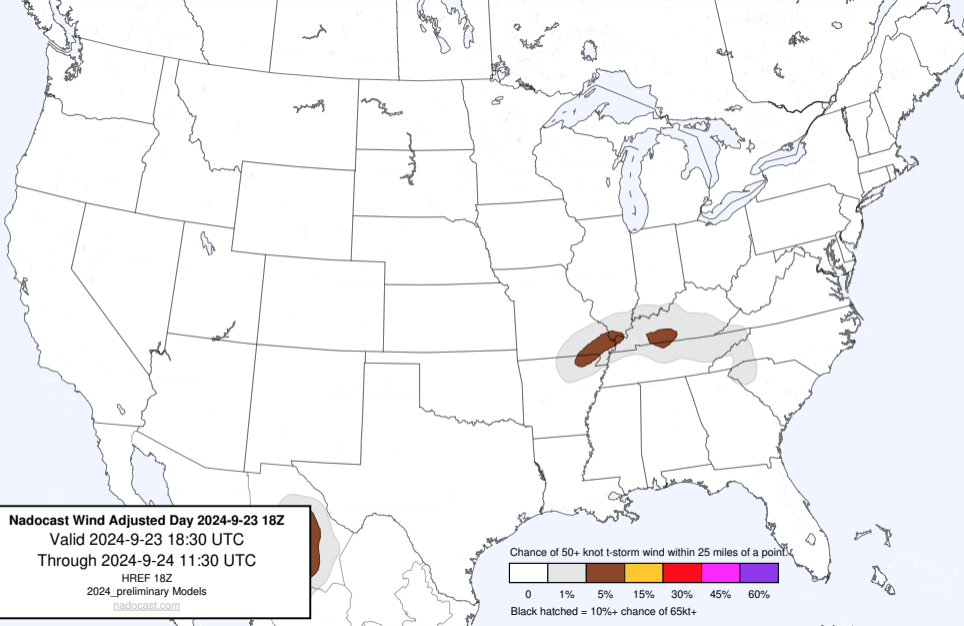 Nadocast Wind Adjusted Day 2024-9-23 18Z
Valid 2024-9-23 18:30 UTC
Through 2024-9-24 11:30 UTC
HREF 18Z
2024_preliminary Models
nadocast.com
Chance of 50+ knot t-storm wind within 25 miles of a point.
0 1% 5% 15% 30% 45% 60%
Black hatched = 10%+ chance of 65kt+